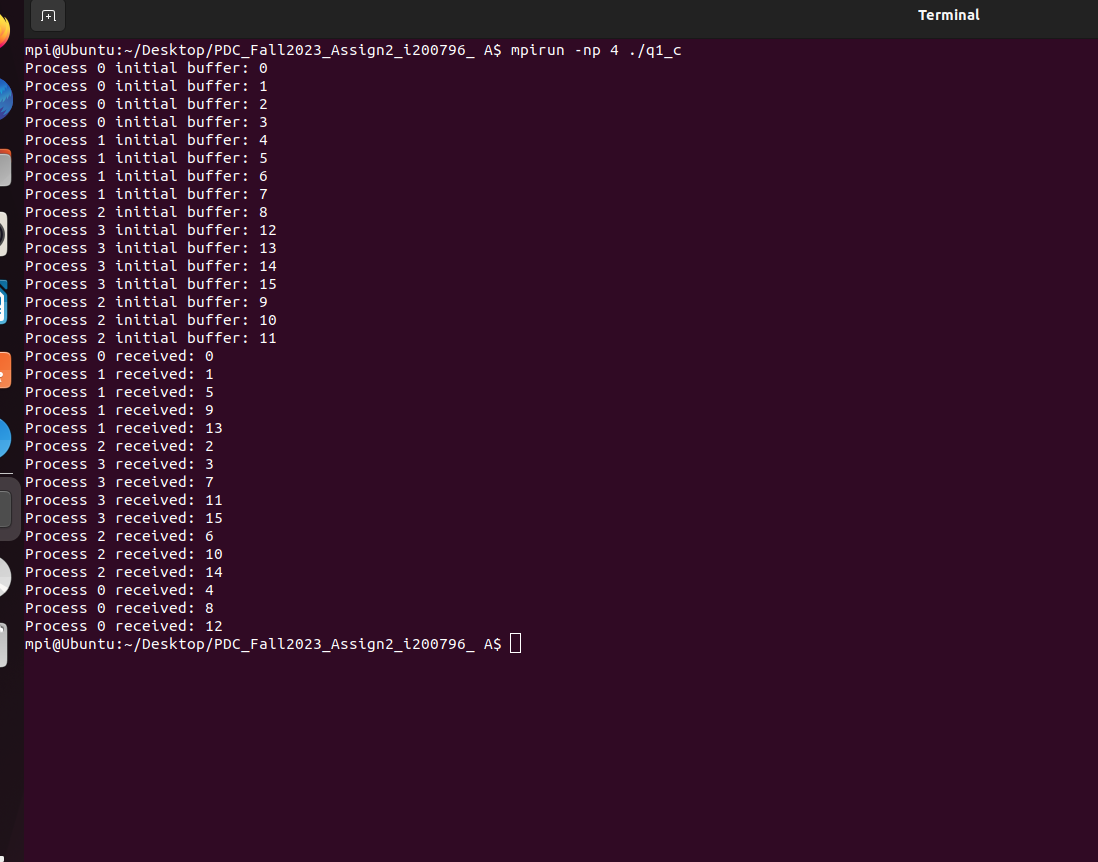 Terminal
mpi@Ubuntu:~/Desktop/PDC_Fall2023_Assign2_i200796_ A$ mpirun -np 4 ./q1_c
Process 0 initial buffer: 0
Process 0 initial buffer: 1
Process 0 initial buffer: 2
Process 0 initial buffer: 3
Process 1 initial buffer: 4
Process 1 initial buffer: 5
Process 1 initial buffer: 6
Process 1 initial buffer: 7
Process 2 initial buffer: 8
Process 3 initial buffer: 12
Process 3 initial buffer: 13
Process 3 initial buffer: 14
Process 3 initial buffer: 15
Process 2 initial buffer: 9
Process 2 initial buffer: 10
Process 2 initial buffer: 11
Process 0 received: 0
Process 1 received: 1
Process 1 received: 5
Process 1 received: 9
Process 1 received: 13
Process 2 received: 2
Process 3 received: 3
Process 3 received: 7
Process 3 received: 11
Process 3 received: 15
Process 2 received: 6
Process 2 received: 10
Process 2 received: 14
Process 0 received: 4
Process 0 received: 8
Process 0 received: 12
mpi@Ubuntu:~/Desktop/PDC_Fall2023_Assign2_i200796_ A$